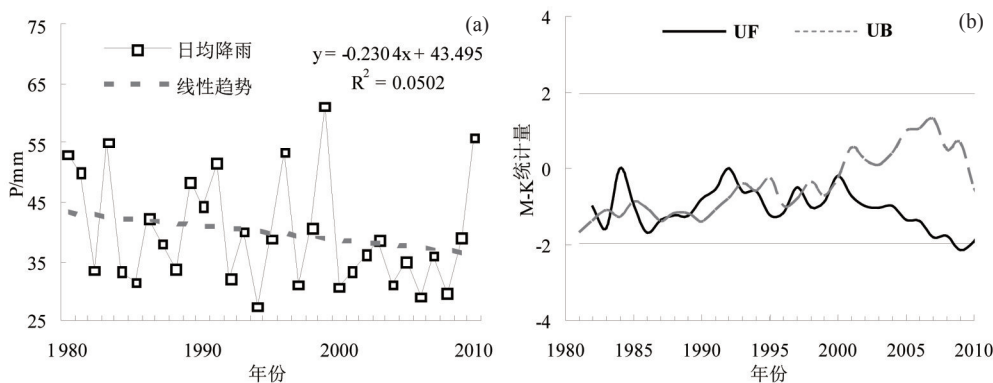 (a)
75
65
55
45
35
25
P/mm
日均降雨
线性趋势
y = -0.2304x + 43.495
R² = 0.0502
1980 1990 2000 2010
年份
(b)
4
2
0
-2
-4
M-K统计量
UF UB
1980 1985 1990 1995 2000 2005 2010
年份